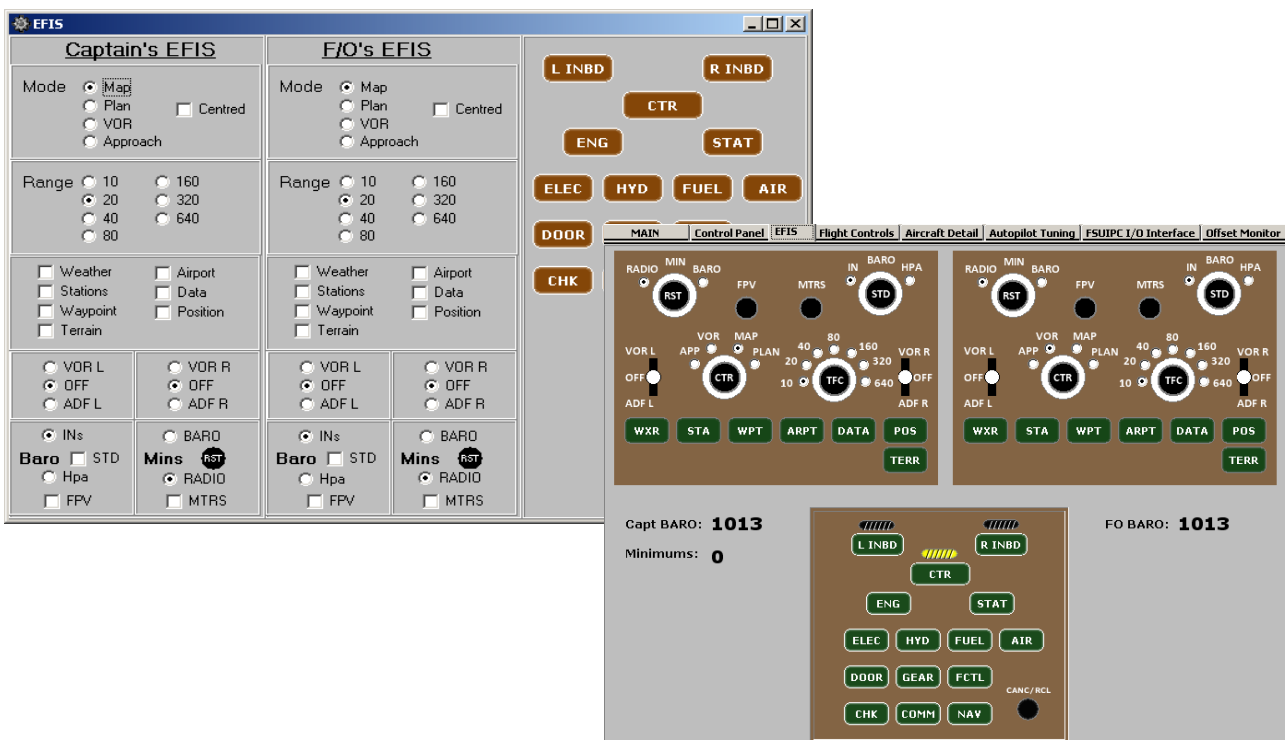 EFIS
Captain's EFIS
F/O's EFIS
Mode
Map
Plan
VOR
Approach
Centred
Mode
Map
Plan
VOR
Approach
Centred
Range
10
20
40
80
160
320
640
Range
10
20
40
80
160
320
640
Weather
Stations
Waypoint
Terrain
Airport
Data
Position
Weather
Stations
Waypoint
Terrain
Airport
Data
Position
VOR L
OFF
ADF L
VOR R
OFF
ADF R
VOR L
OFF
ADF L
VOR R
OFF
ADF R
INs
Baro STD
Hpa
FPV
BARO
Mins RST
RADIO
MTRS
INs
Baro STD
Hpa
FPV
BARO
Mins RST
RADIO
MTRS
L INBD R INBD
CTR
ENG STAT
ELEC HYD FUEL AIR
DOOR
CHK
MAIN Control Panel EFIS Flight Controls Aircraft Detail Autopilot Tuning FSUIPC I/O Interface Offset Monitor
RADIO MIN BARO
RST
FPV
MTRS
IN BARO HPA
STD
VOR L
OFF
ADF L
APP VOR MAP PLAN
CTR
10 20 40 80 160 320 640
TFC
VOR R
OFF
ADF R
WXR STA WPT ARPT DATA POS
TERR
RADIO MIN BARO
RST
FPV
MTRS
IN BARO HPA
STD
VOR L
OFF
ADF L
APP VOR MAP PLAN
CTR
10 20 40 80 160 320 640
TFC
VOR R
OFF
ADF R
WXR STA WPT ARPT DATA POS
TERR
Capt BARO: 1013
Minimums: 0
FO BARO: 1013
L INBD R INBD
CTR
ENG STAT
ELEC HYD FUEL AIR
DOOR GEAR FCTL
CANC/RCL
CHK COMM NAV